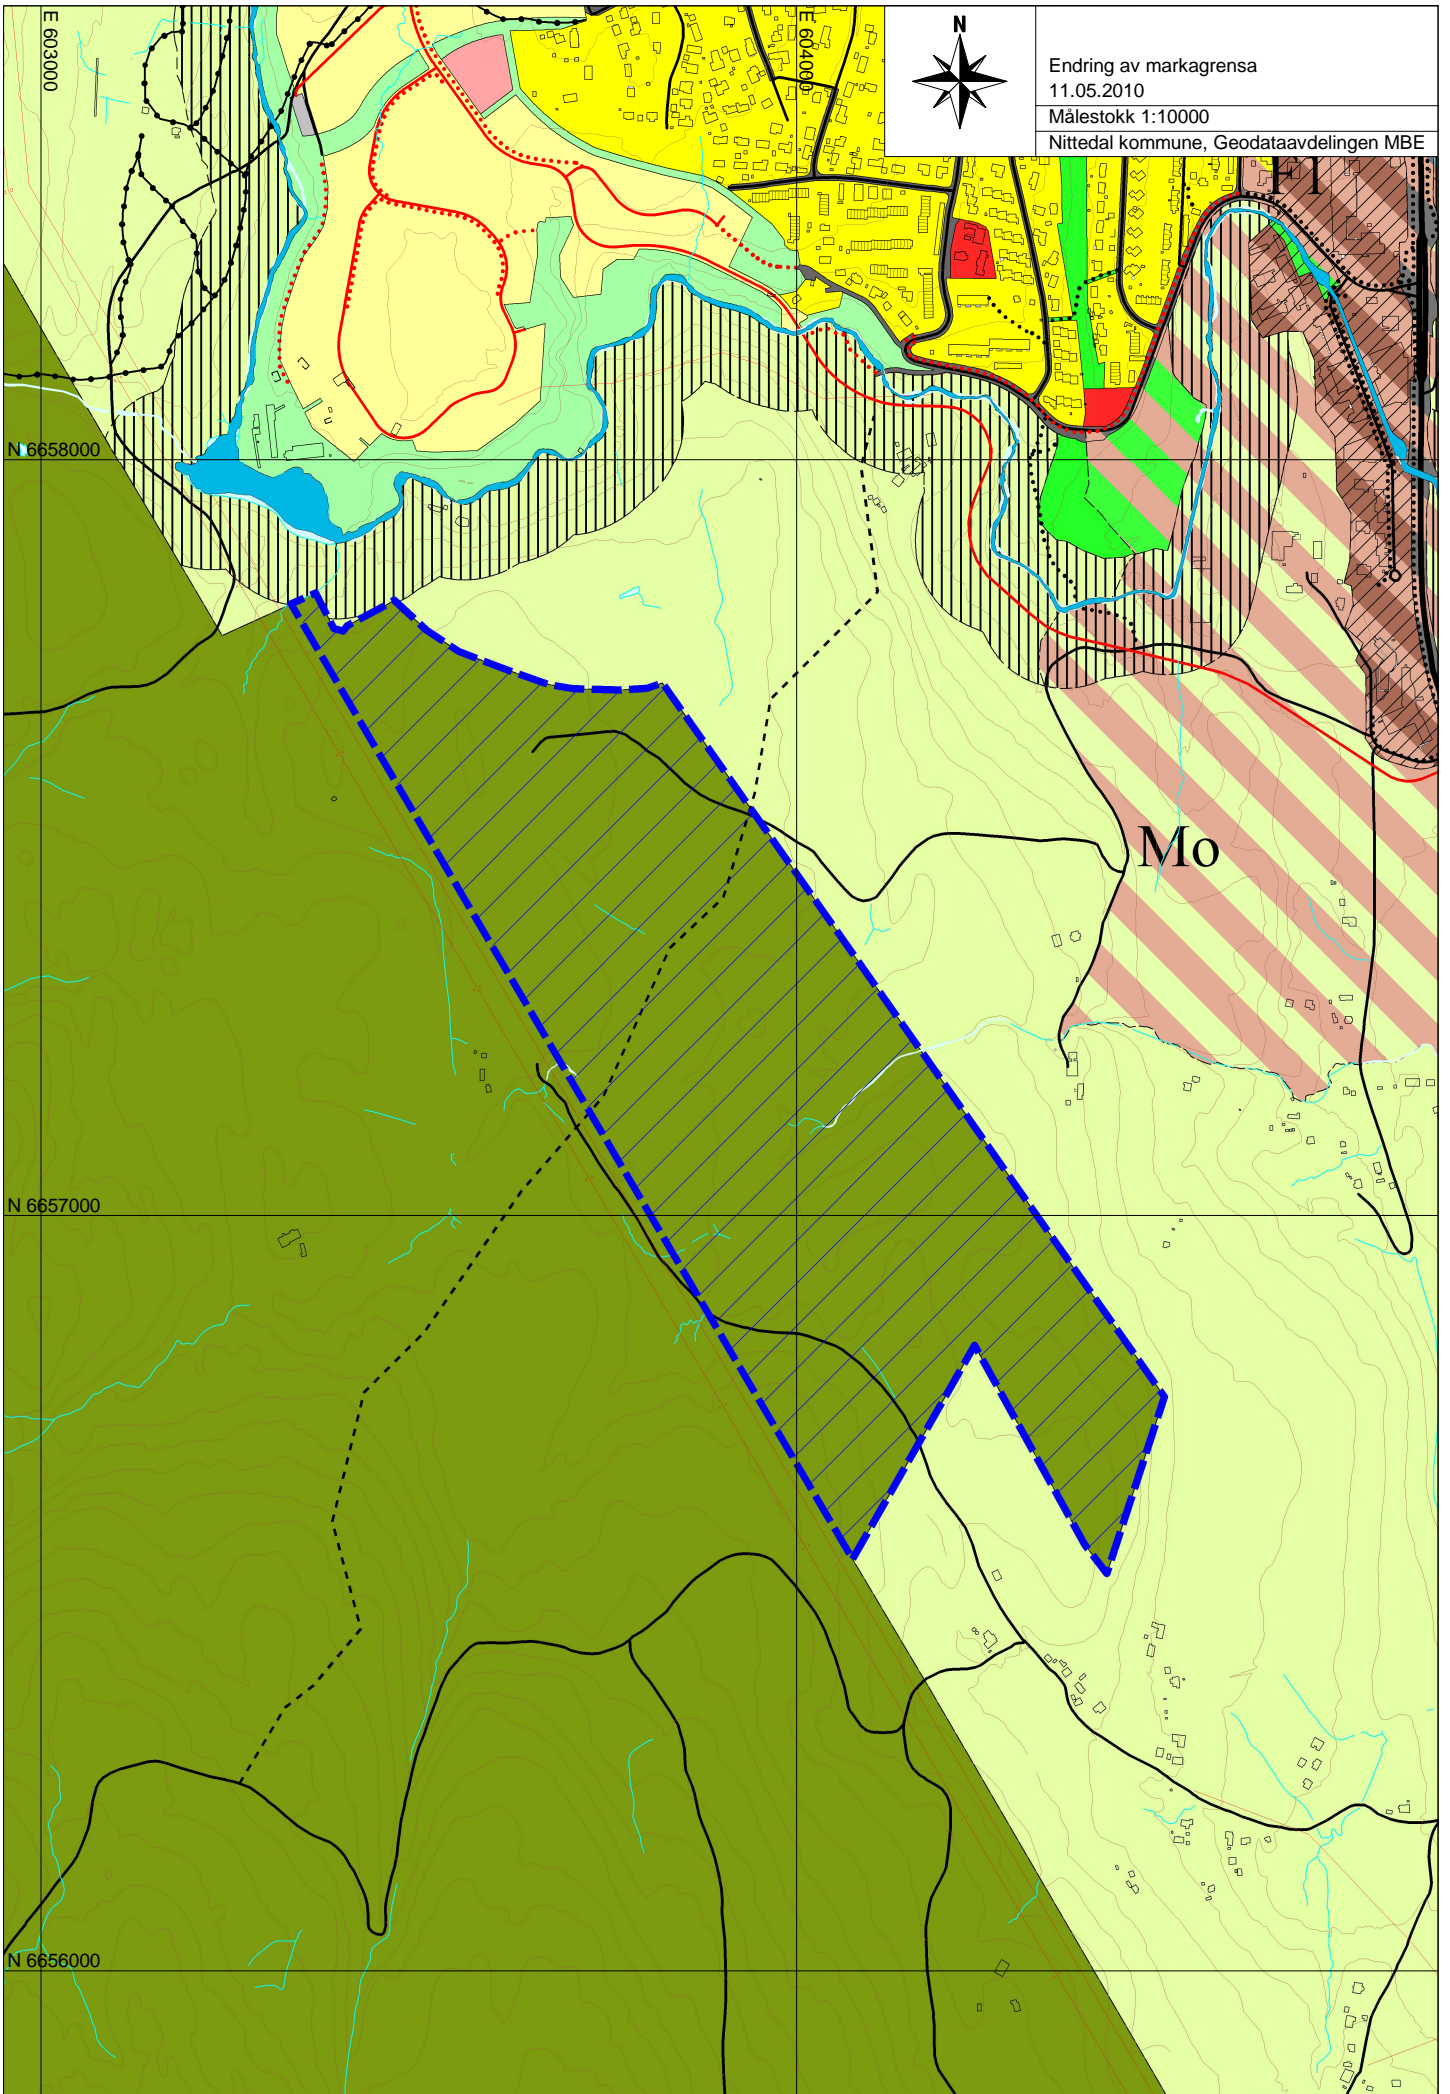 E 603000
E 604000
N
Endring av markagrensa
11.05.2010
Målestokk 1:10000
Nittedal kommune, Geodataavdelingen MBE
N 6658000
Mo
N 6657000
N 6656000